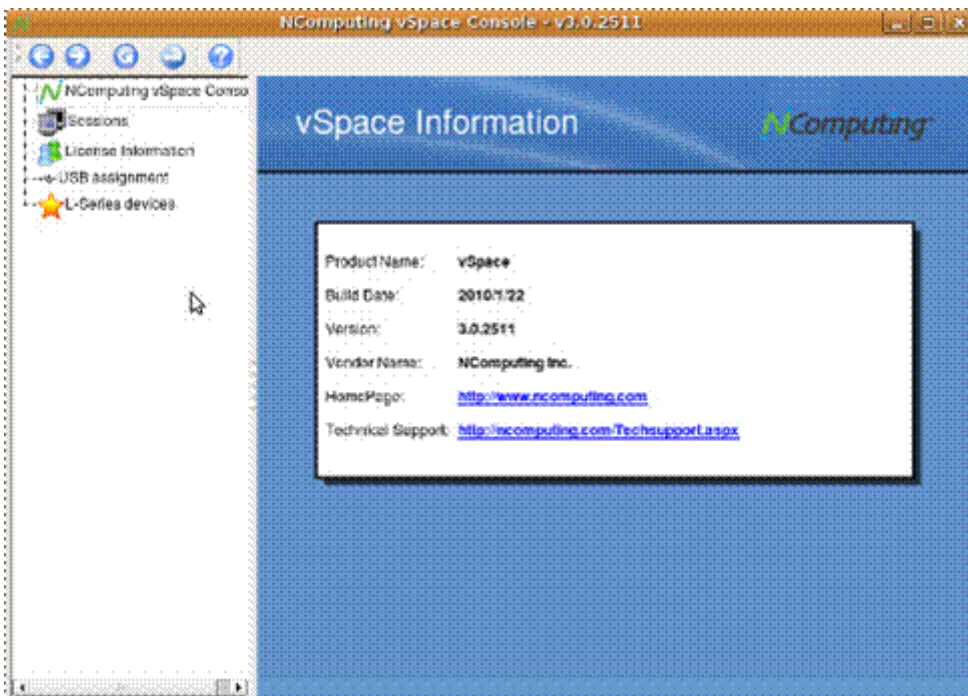 NComputing vSpace Console - v3.0.2511
NComputing vSpace Conso
Sessions
License Information
USB assignment
L-Series devices
vSpace Information
NComputing
Product Name: vSpace
Build Date: 2010/1/22
Version: 3.0.2511
Vendor Name: NComputing Inc.
HomePage: http://www.ncomputing.com
Technical Support: http://ncomputing.com/Techsupport.aspx